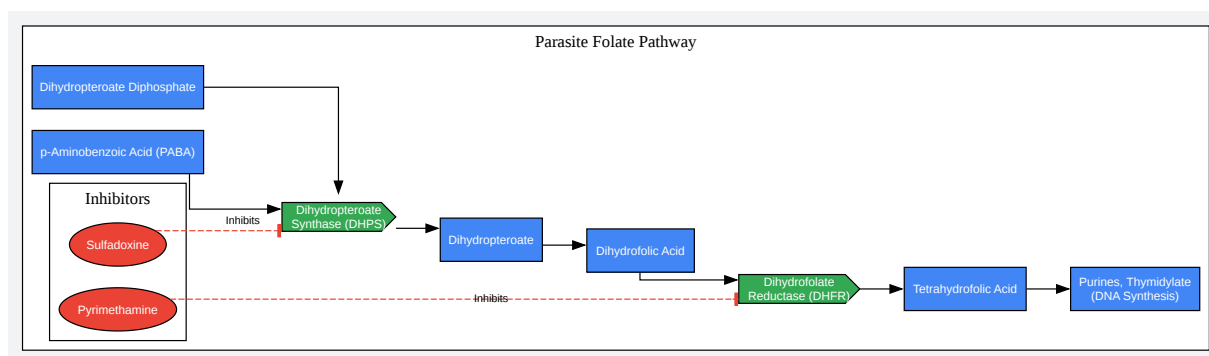 Parasite Folate Pathway
Dihydropteroate Diphosphate
p-Aminobenzoic Acid (PABA)
Inhibitors
Sulfadoxine
Pyrimethamine
Inhibits
Dihydropteroate
Synthase (DHPS)
Dihydropteroate
Dihydrofolic Acid
Inhibits
Dihydrofolate
Reductase (DHFR)
Tetrahydrofolic Acid
Purines, Thymidylate
(DNA Synthesis)